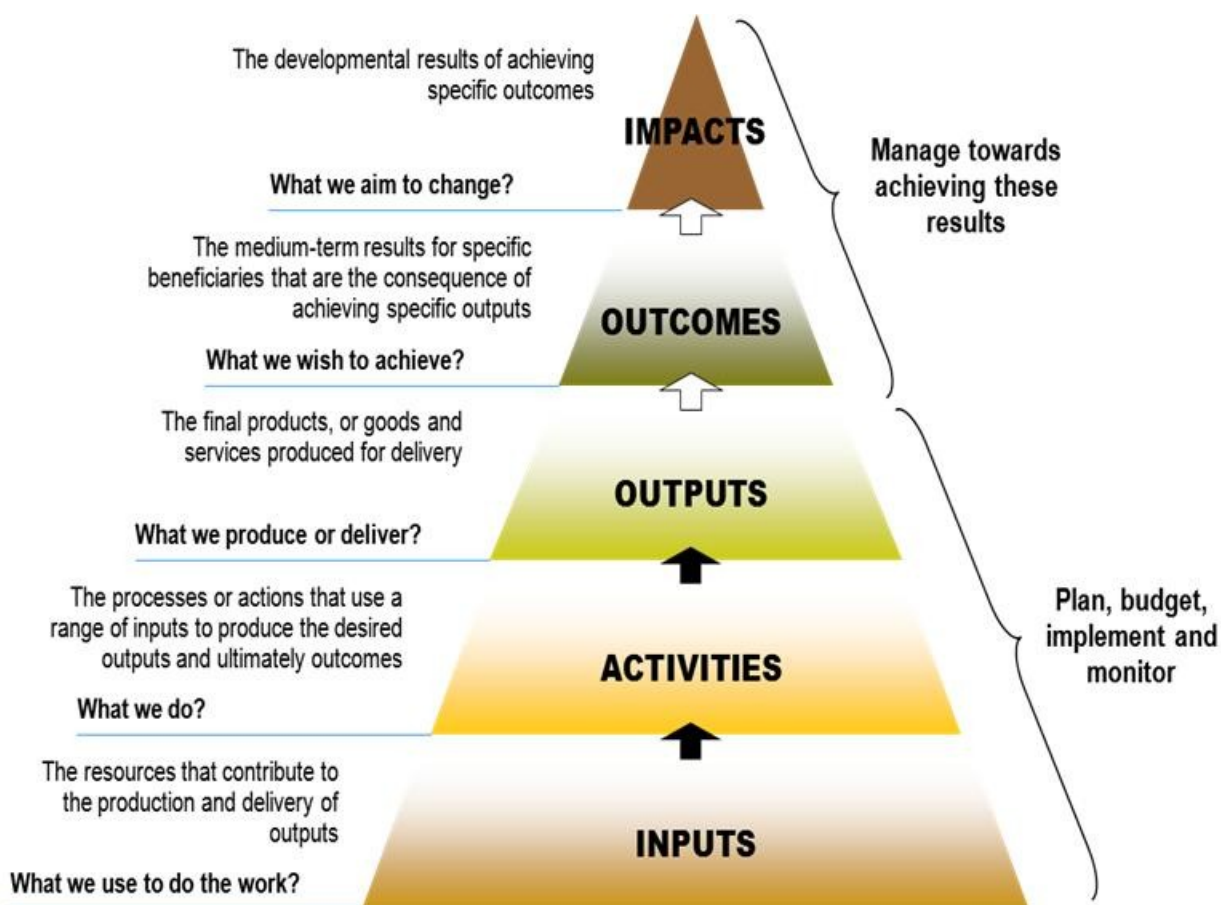 The developmental results of achieving
specific outcomes
IMPACTS
What we aim to change?
Manage towards
achieving these
results
The medium-term results for specific
beneficiaries that are the consequence of
achieving specific outputs
OUTCOMES
What we wish to achieve?
The final products, or goods and
services produced for delivery
OUTPUTS
What we produce or deliver?
The processes or actions that use a
range of inputs to produce the desired
outputs and ultimately outcomes
ACTIVITIES
What we do?
Plan, budget,
implement and
monitor
The resources that contribute to
the production and delivery of
outputs
INPUTS
What we use to do the work?